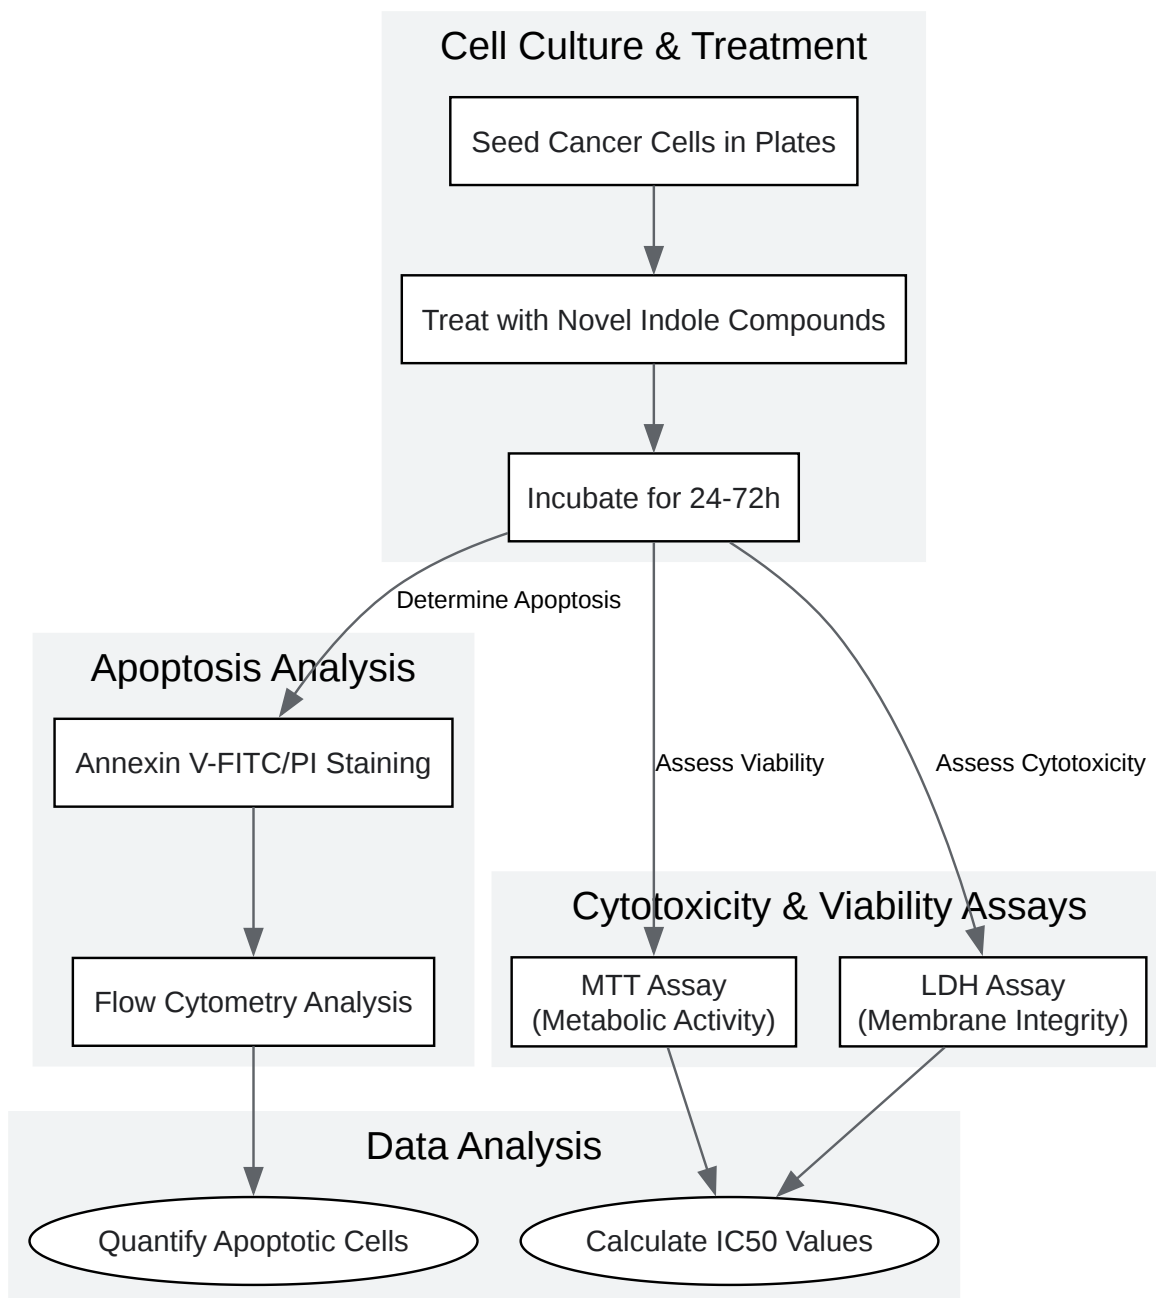 Cell Culture & Treatment
Seed Cancer Cells in Plates
Treat with Novel Indole Compounds
Incubate for 24-72h
Determine Apoptosis
Apoptosis Analysis
Annexin V-FITC/PI Staining
Assess Viability
Assess Cytotoxicity
Cytotoxicity & Viability Assays
Flow Cytometry Analysis
MTT Assay
(Metabolic Activity)
LDH Assay
(Membrane Integrity)
Data Analysis
Quantify Apoptotic Cells
Calculate IC50 Values